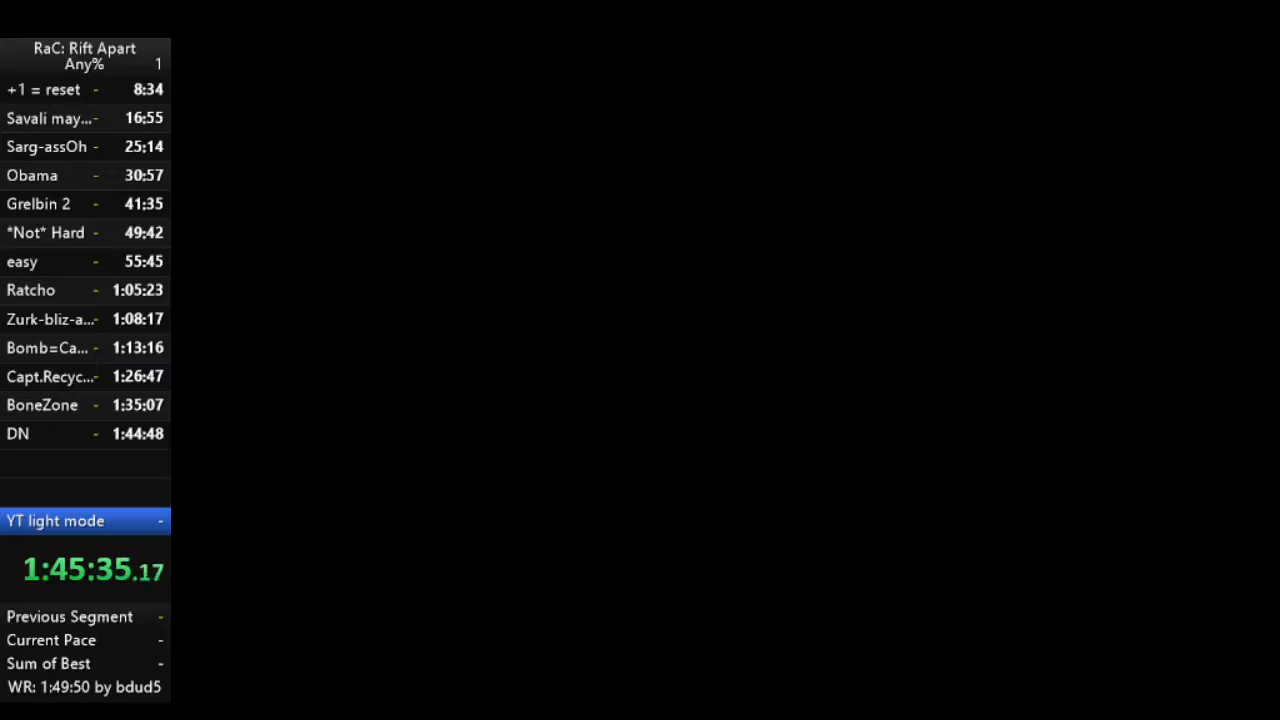 RaC: Rift Apart
Any% 1
+1 = reset - 8:34
Savali may...- 16:55
Sarg-assOh - 25:14
Obama - 30:57
Grelbin 2 - 41:35
*Not* Hard - 49:42
easy - 55:45
Ratcho - 1:05:23
Zurk-bliz-a...- 1:08:17
Bomb=Ca... - 1:13:16
Capt.Recyc...- 1:26:47
BoneZone - 1:35:07
DN - 1:44:48
YT light mode -
1:45:35.17
Previous Segment -
Current Pace -
Sum of Best -
WR: 1:49:50 by bdud5